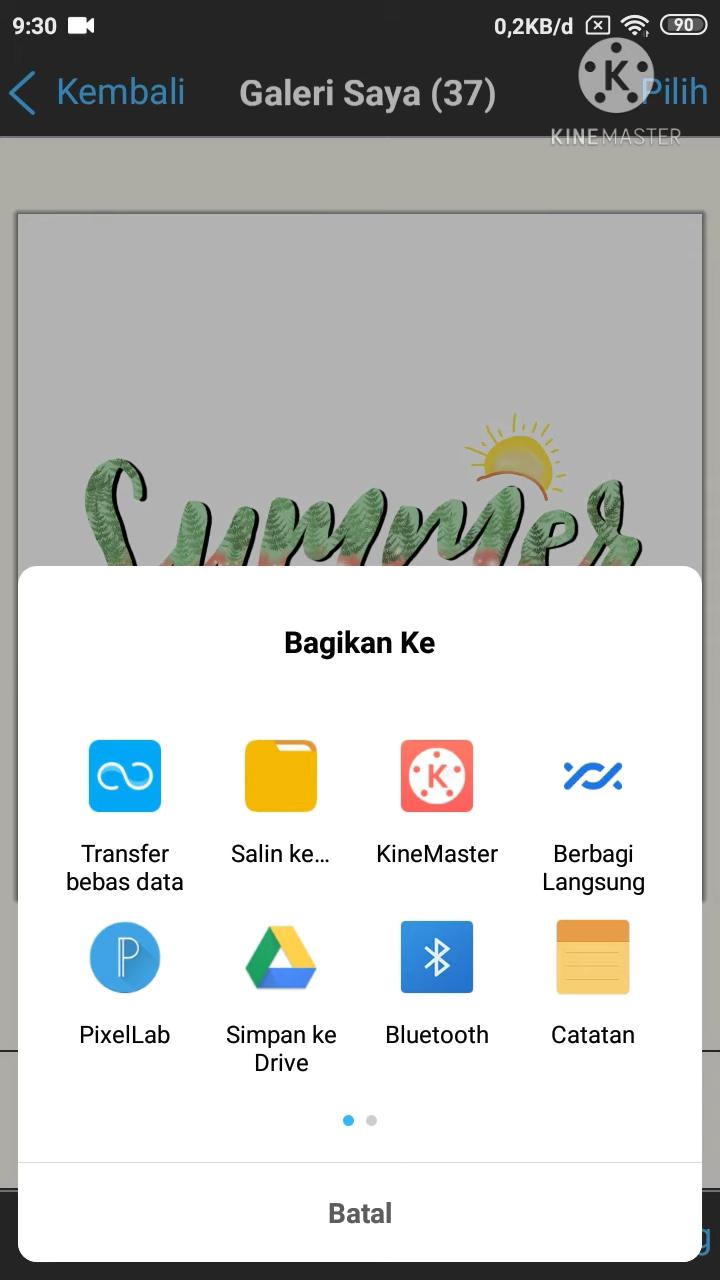 9:30
0,2KB/d
90
Kembali
Galeri Saya (37)
Pilih
K
KINEMASTER
Summer
Bagikan Ke
Transfer bebas data
Salin ke...
K
KineMaster
Berbagi Langsung
P
PixelLab
Simpan ke Drive
Bluetooth
Catatan
Batal
g